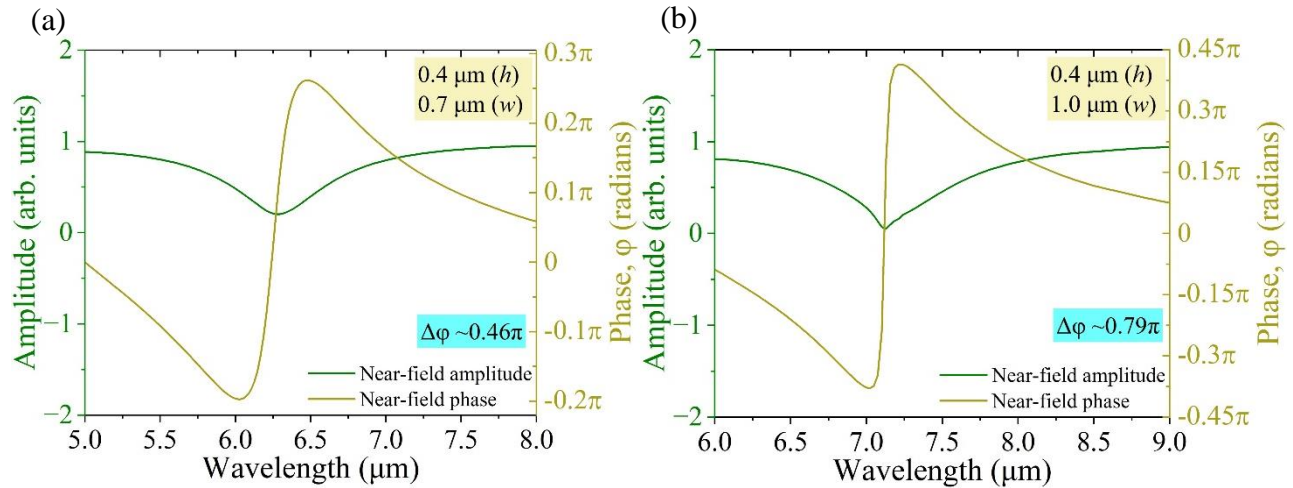 (a)
2
1
0
−1
−2
Amplitude (arb. units)
0.3π
0.2π
0.1π
0
-0.1π
-0.2π
Phase, φ (radians)
0.4 μm (h)
0.7 μm (w)
Δφ ~0.46π
Near-field amplitude
Near-field phase
5.0 5.5 6.0 6.5 7.0 7.5 8.0
Wavelength (μm)
(b)
2
1
0
−1
−2
Amplitude (arb. units)
0.45π
0.3π
0.15π
0
-0.15π
-0.3π
-0.45π
Phase, φ (radians)
0.4 μm (h)
1.0 μm (w)
Δφ ~0.79π
Near-field amplitude
Near-field phase
6.0 6.5 7.0 7.5 8.0 8.5 9.0
Wavelength (μm)